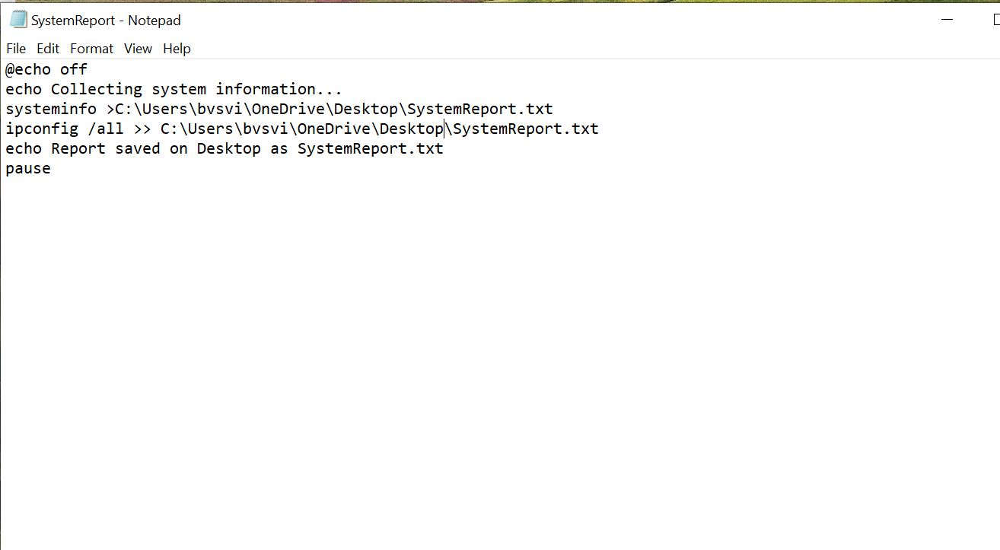 SystemReport - Notepad
File Edit Format View Help
@echo off
echo Collecting system information...
systeminfo >C:\Users\bvsvi\OneDrive\Desktop\SystemReport.txt
ipconfig /all >> C:\Users\bvsvi\OneDrive\Desktop\SystemReport.txt
echo Report saved on Desktop as SystemReport.txt
pause